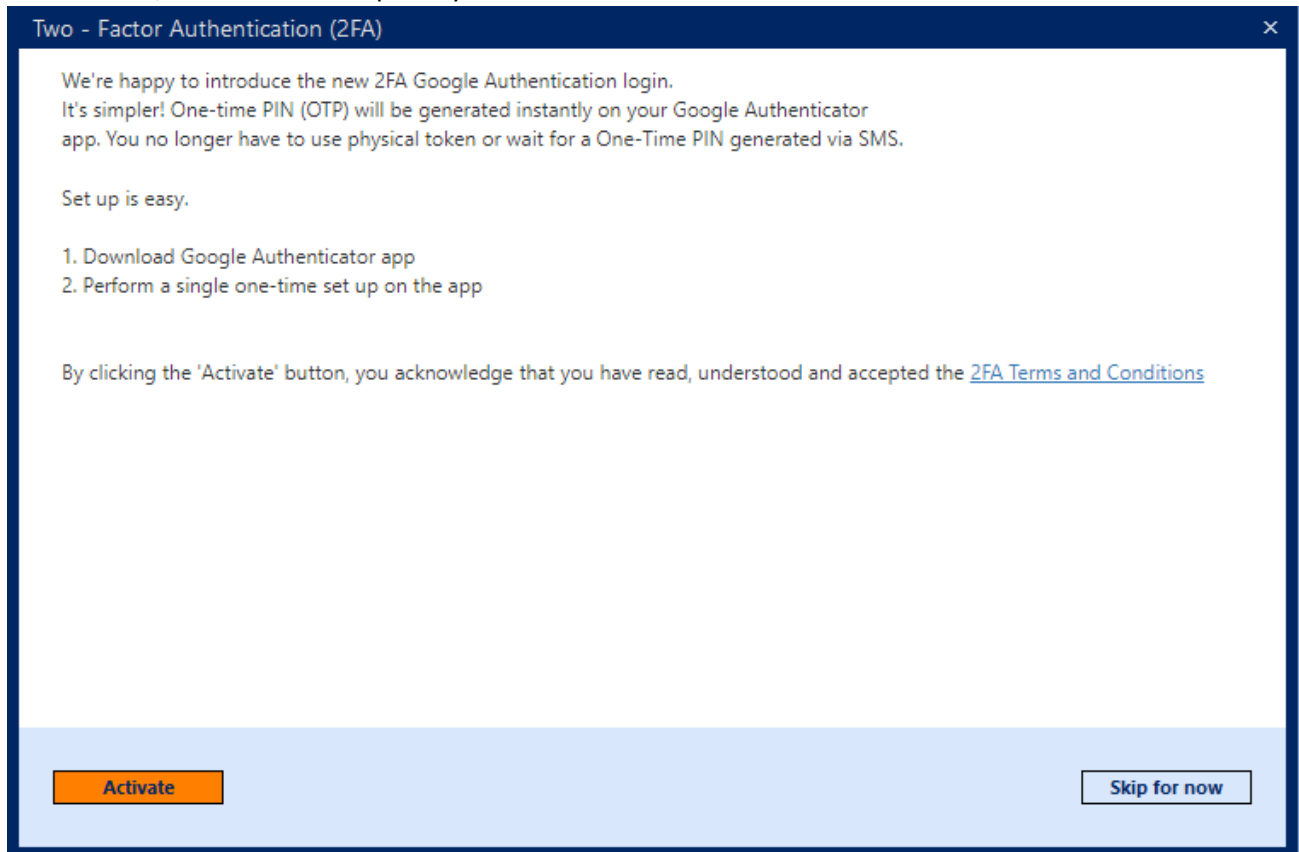 Two - Factor Authentication (2FA)
We're happy to introduce the new 2FA Google Authentication login.
It's simpler! One-time PIN (OTP) will be generated instantly on your Google Authenticator
app. You no longer have to use physical token or wait for a One-Time PIN generated via SMS.
Set up is easy.
1. Download Google Authenticator app
2. Perform a single one-time set up on the app
By clicking the 'Activate' button, you acknowledge that you have read, understood and accepted the 2FA Terms and Conditions
Activate
Skip for now